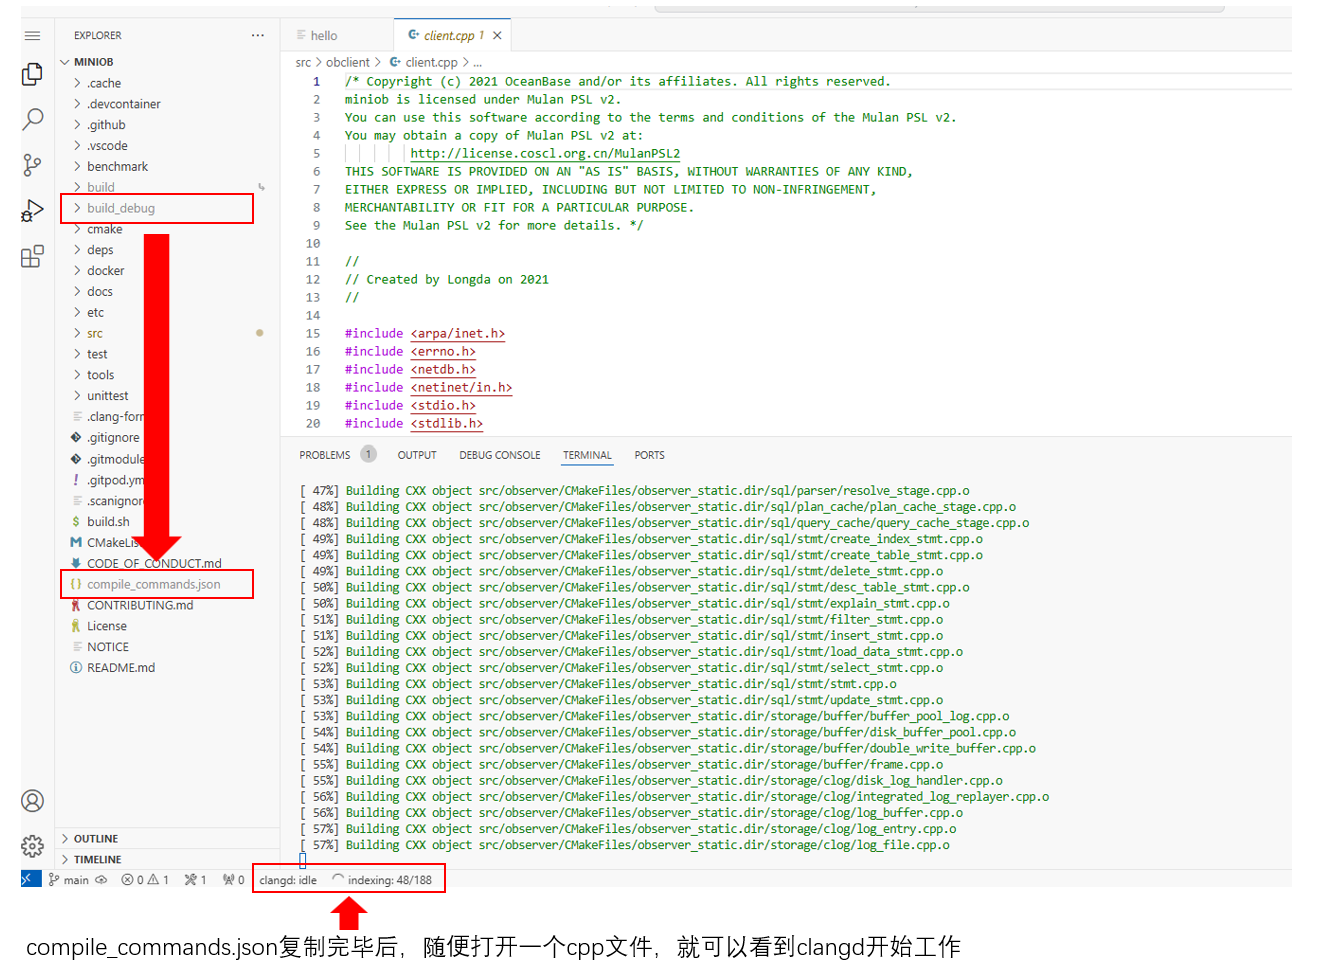 EXPLORER
···
hello
client.cpp 1
MINIOB
src > obclient > client.cpp > ...
.cache
.devcontainer
.github
.vscode
benchmark
build
build_debug
cmake
deps
docker
docs
etc
src
test
tools
unittest
.clang-for
.gitignore
.gitmodule
.gitpod.ym
.scanignor
build.sh
CMakeLis
CODE_OF_CONDUCT.md
compile_commands.json
CONTRIBUTING.md
License
NOTICE
README.md
OUTLINE
TIMELINE
1 /* Copyright (c) 2021 OceanBase and/or its affiliates. All rights reserved.
2 miniob is licensed under Mulan PSL v2.
3 You can use this software according to the terms and conditions of the Mulan PSL v2.
4 You may obtain a copy of Mulan PSL v2 at:
5 http://license.coscl.org.cn/MulanPSL2
6 THIS SOFTWARE IS PROVIDED ON AN "AS IS" BASIS, WITHOUT WARRANTIES OF ANY KIND,
7 EITHER EXPRESS OR IMPLIED, INCLUDING BUT NOT LIMITED TO NON-INFRINGEMENT,
8 MERCHANTABILITY OR FIT FOR A PARTICULAR PURPOSE.
9 See the Mulan PSL v2 for more details. */
10
11 //
12 // Created by Longda on 2021
13 //
14
15 #include <arpa/inet.h>
16 #include <errno.h>
17 #include <netdb.h>
18 #include <netinet/in.h>
19 #include <stdio.h>
20 #include <stdlib.h>
PROBLEMS 1 OUTPUT DEBUG CONSOLE TERMINAL PORTS
[ 47%] Building CXX object src/observer/CMakeFiles/observer_static.dir/sql/parser/resolve_stage.cpp.o
[ 48%] Building CXX object src/observer/CMakeFiles/observer_static.dir/sql/plan_cache/plan_cache_stage.cpp.o
[ 48%] Building CXX object src/observer/CMakeFiles/observer_static.dir/sql/query_cache/query_cache_stage.cpp.o
[ 49%] Building CXX object src/observer/CMakeFiles/observer_static.dir/sql/stmt/create_index_stmt.cpp.o
[ 49%] Building CXX object src/observer/CMakeFiles/observer_static.dir/sql/stmt/create_table_stmt.cpp.o
[ 49%] Building CXX object src/observer/CMakeFiles/observer_static.dir/sql/stmt/delete_stmt.cpp.o
[ 50%] Building CXX object src/observer/CMakeFiles/observer_static.dir/sql/stmt/desc_table_stmt.cpp.o
[ 50%] Building CXX object src/observer/CMakeFiles/observer_static.dir/sql/stmt/explain_stmt.cpp.o
[ 51%] Building CXX object src/observer/CMakeFiles/observer_static.dir/sql/stmt/filter_stmt.cpp.o
[ 51%] Building CXX object src/observer/CMakeFiles/observer_static.dir/sql/stmt/insert_stmt.cpp.o
[ 52%] Building CXX object src/observer/CMakeFiles/observer_static.dir/sql/stmt/load_data_stmt.cpp.o
[ 52%] Building CXX object src/observer/CMakeFiles/observer_static.dir/sql/stmt/select_stmt.cpp.o
[ 53%] Building CXX object src/observer/CMakeFiles/observer_static.dir/sql/stmt/stmt.cpp.o
[ 53%] Building CXX object src/observer/CMakeFiles/observer_static.dir/sql/stmt/update_stmt.cpp.o
[ 53%] Building CXX object src/observer/CMakeFiles/observer_static.dir/storage/buffer/buffer_pool_log.cpp.o
[ 54%] Building CXX object src/observer/CMakeFiles/observer_static.dir/storage/buffer/disk_buffer_pool.cpp.o
[ 54%] Building CXX object src/observer/CMakeFiles/observer_static.dir/storage/buffer/double_write_buffer.cpp.o
[ 55%] Building CXX object src/observer/CMakeFiles/observer_static.dir/storage/buffer/frame.cpp.o
[ 55%] Building CXX object src/observer/CMakeFiles/observer_static.dir/storage/clog/disk_log_handler.cpp.o
[ 56%] Building CXX object src/observer/CMakeFiles/observer_static.dir/storage/clog/integrated_log_replayer.cpp.o
[ 56%] Building CXX object src/observer/CMakeFiles/observer_static.dir/storage/clog/log_buffer.cpp.o
[ 57%] Building CXX object src/observer/CMakeFiles/observer_static.dir/storage/clog/log_entry.cpp.o
[ 57%] Building CXX object src/observer/CMakeFiles/observer_static.dir/storage/clog/log_file.cpp.o
main 0 1 1 0 clangd: idle indexing: 48/188
compile_commands.json复制完毕后，随便打开一个cpp文件，就可以看到clangd开始工作